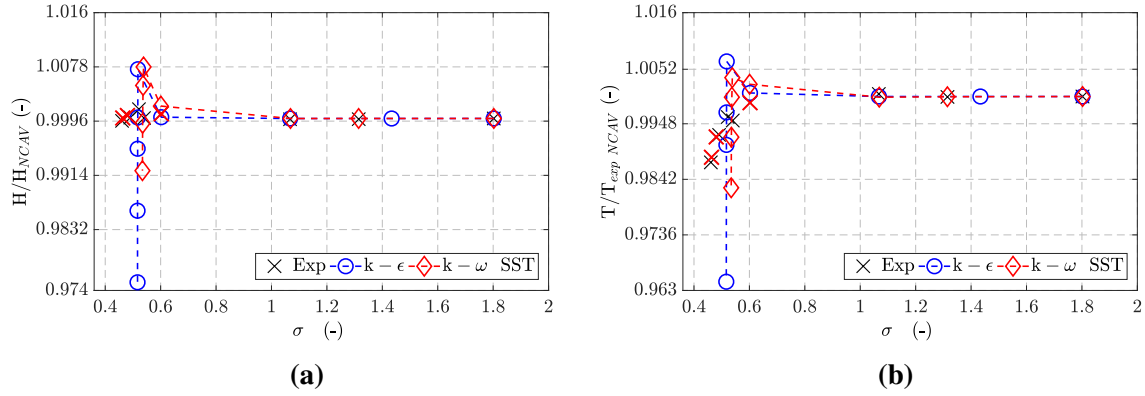 1.016
1.0078
0.9996
0.9914
0.9832
0.974
H/H_NCAV (-)
0.4 0.6 0.8 1 1.2 1.4 1.6 1.8 2
σ (-)
Exp k − ϵ k − ω SST
(a)
1.016
1.0052
0.9948
0.9842
0.9736
0.963
T/T_exp NCAV (-)
0.4 0.6 0.8 1 1.2 1.4 1.6 1.8 2
σ (-)
Exp k − ϵ k − ω SST
(b)